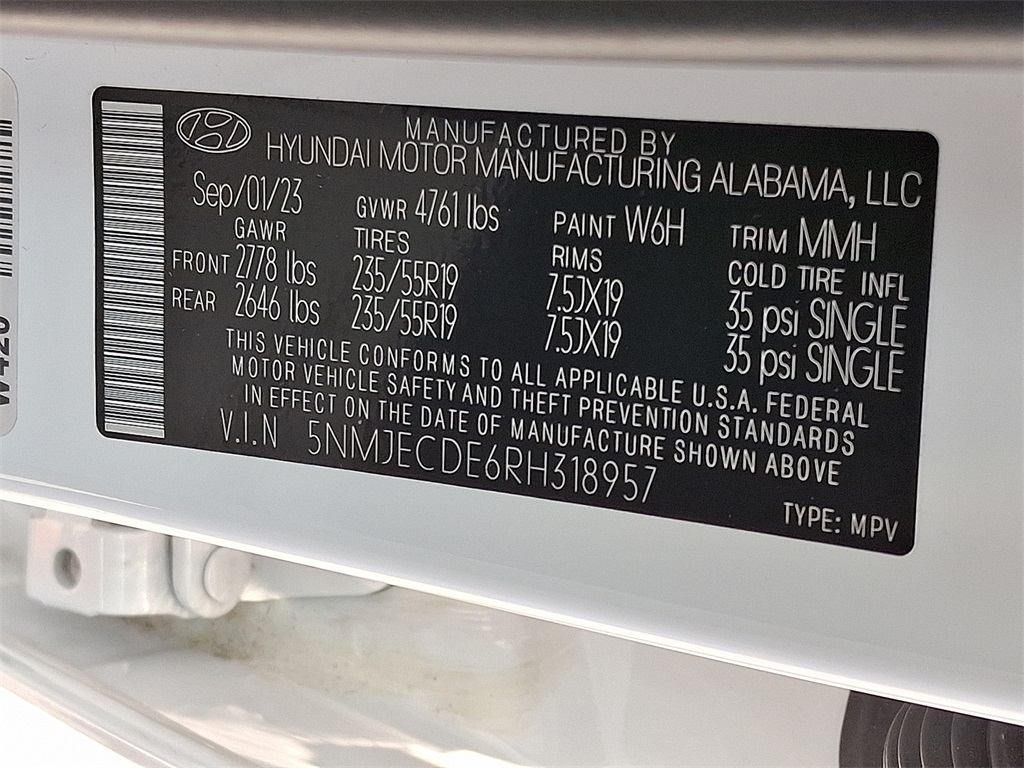 MANUFACTURED BY
HYUNDAI MOTOR MANUFACTURING ALABAMA, LLC
Sep/01/23 GVWR 4761 lbs PAINT W6H TRIM MMH
GAWR TIRES RIMS COLD TIRE INFL
FRONT 2778 lbs 235/55R19 7.5JX19 35 psi SINGLE
REAR 2646 lbs 235/55R19 7.5JX19 35 psi SINGLE
THIS VEHICLE CONFORMS TO ALL APPLICABLE U.S.A. FEDERAL
MOTOR VEHICLE SAFETY AND THEFT PREVENTION STANDARDS
IN EFFECT ON THE DATE OF MANUFACTURE SHOWN ABOVE
V.I.N 5NMJECDE6RH318957
TYPE: MPV